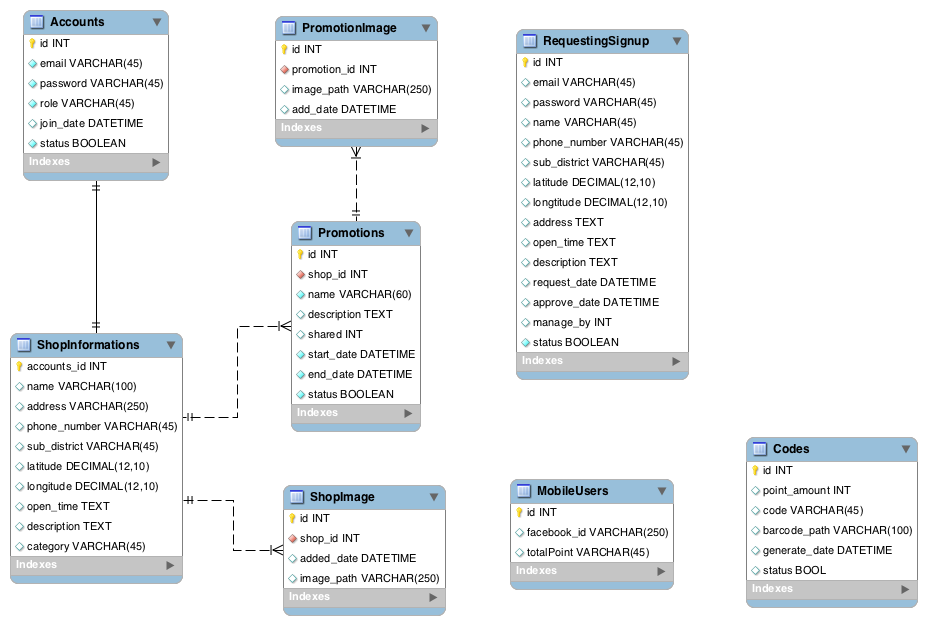 Accounts
id INT
email VARCHAR(45)
password VARCHAR(45)
role VARCHAR(45)
join_date DATETIME
status BOOLEAN
Indexes
PromotionImage
id INT
promotion_id INT
image_path VARCHAR(250)
add_date DATETIME
Indexes
RequestingSignup
id INT
email VARCHAR(45)
password VARCHAR(45)
name VARCHAR(45)
phone_number VARCHAR(45)
sub_district VARCHAR(45)
latitude DECIMAL(12,10)
longtitude DECIMAL(12,10)
address TEXT
open_time TEXT
description TEXT
request_date DATETIME
approve_date DATETIME
manage_by INT
status BOOLEAN
Indexes
Promotions
id INT
shop_id INT
name VARCHAR(60)
description TEXT
shared INT
start_date DATETIME
end_date DATETIME
status BOOLEAN
Indexes
ShopInformations
accounts_id INT
name VARCHAR(100)
address VARCHAR(250)
phone_number VARCHAR(45)
sub_district VARCHAR(45)
latitude DECIMAL(12,10)
longitude DECIMAL(12,10)
open_time TEXT
description TEXT
category VARCHAR(45)
Indexes
ShopImage
id INT
shop_id INT
added_date DATETIME
image_path VARCHAR(250)
Indexes
MobileUsers
id INT
facebook_id VARCHAR(250)
totalPoint VARCHAR(45)
Indexes
Codes
id INT
point_amount INT
code VARCHAR(45)
barcode_path VARCHAR(100)
generate_date DATETIME
status BOOL
Indexes